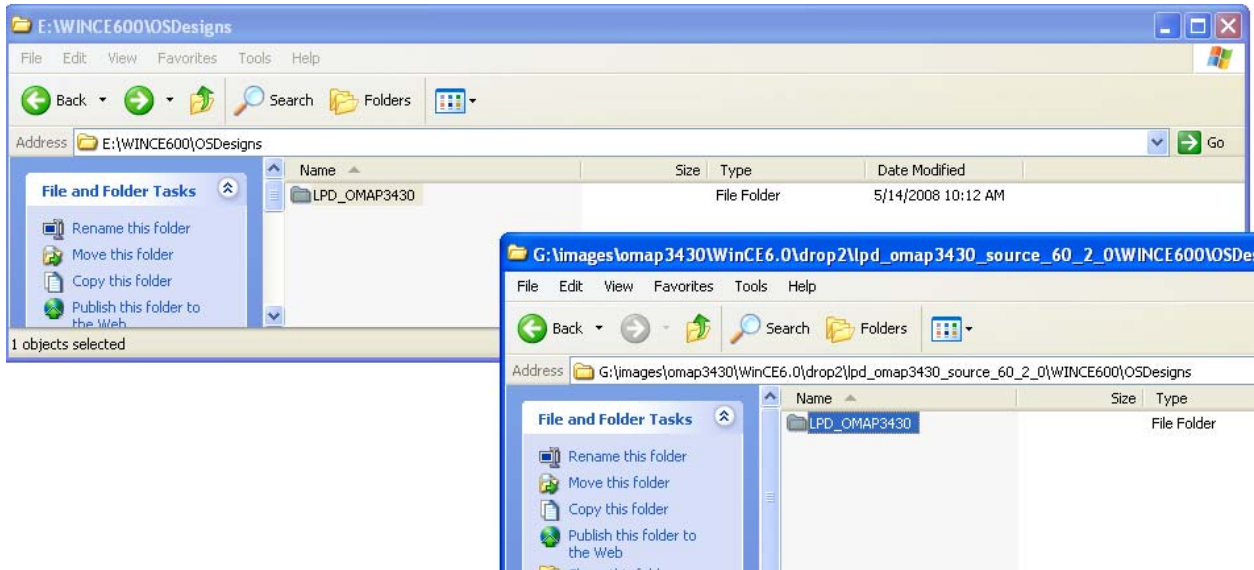 E:\WINCE600\OSDesigns
File Edit View Favorites Tools Help
Back Search Folders
Address E:\WINCE600\OSDesigns Go
Name Size Type Date Modified
File and Folder Tasks
LPD_OMAP3430 File Folder 5/14/2008 10:12 AM
Rename this folder
Move this folder
Copy this folder
Publish this folder to
the Web
1 objects selected
G:\images\omap3430\WinCE6.0\drop2\lpd_omap3430_source_60_2_0\WINCE600\OSDes
File Edit View Favorites Tools Help
Back Search Folders
Address G:\images\omap3430\WinCE6.0\drop2\lpd_omap3430_source_60_2_0\WINCE600\OSDesigns
Name Size Type
File and Folder Tasks
LPD_OMAP3430 File Folder
Rename this folder
Move this folder
Copy this folder
Publish this folder to
the Web